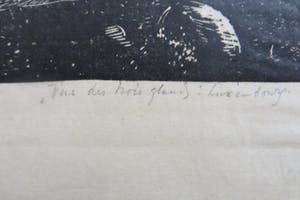 „Vue des trois glands : Luxembourg.